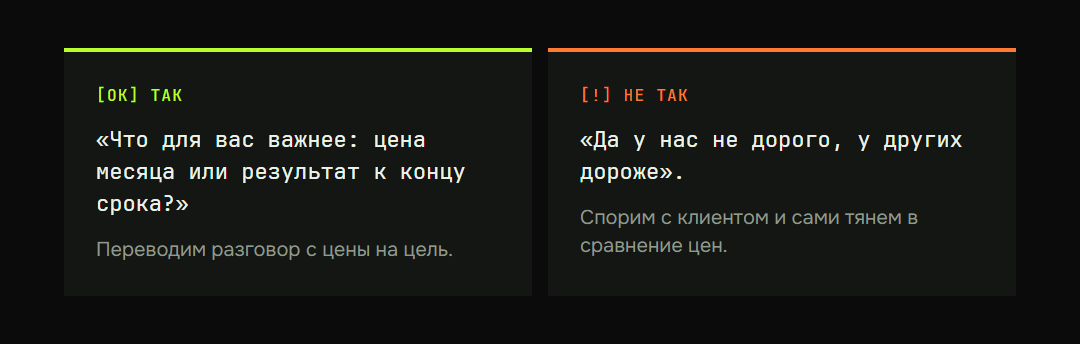 [OK] ТАК
«Что для вас важнее: цена
месяца или результат к концу
срока?»
Переводим разговор с цены на цель.
[!] НЕ ТАК
«Да у нас не дорого, у других
дороже».
Спорим с клиентом и сами тянем в
сравнение цен.